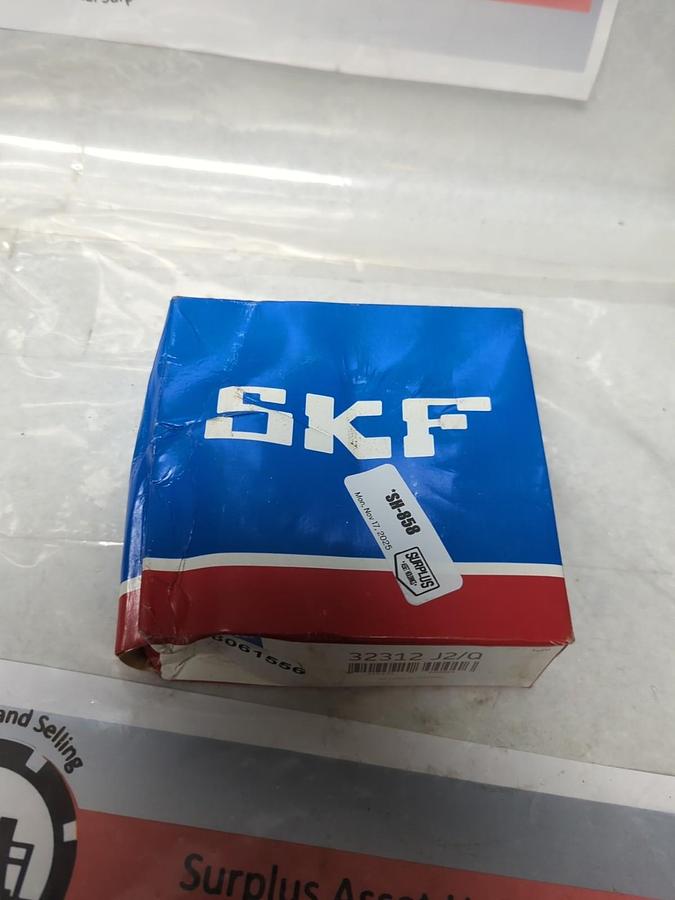 SKF
*SH-858
Mon, Nov 17, 2025
SURPLUS
32312 J2/Q
8061556
and Selling
Surplus Asset